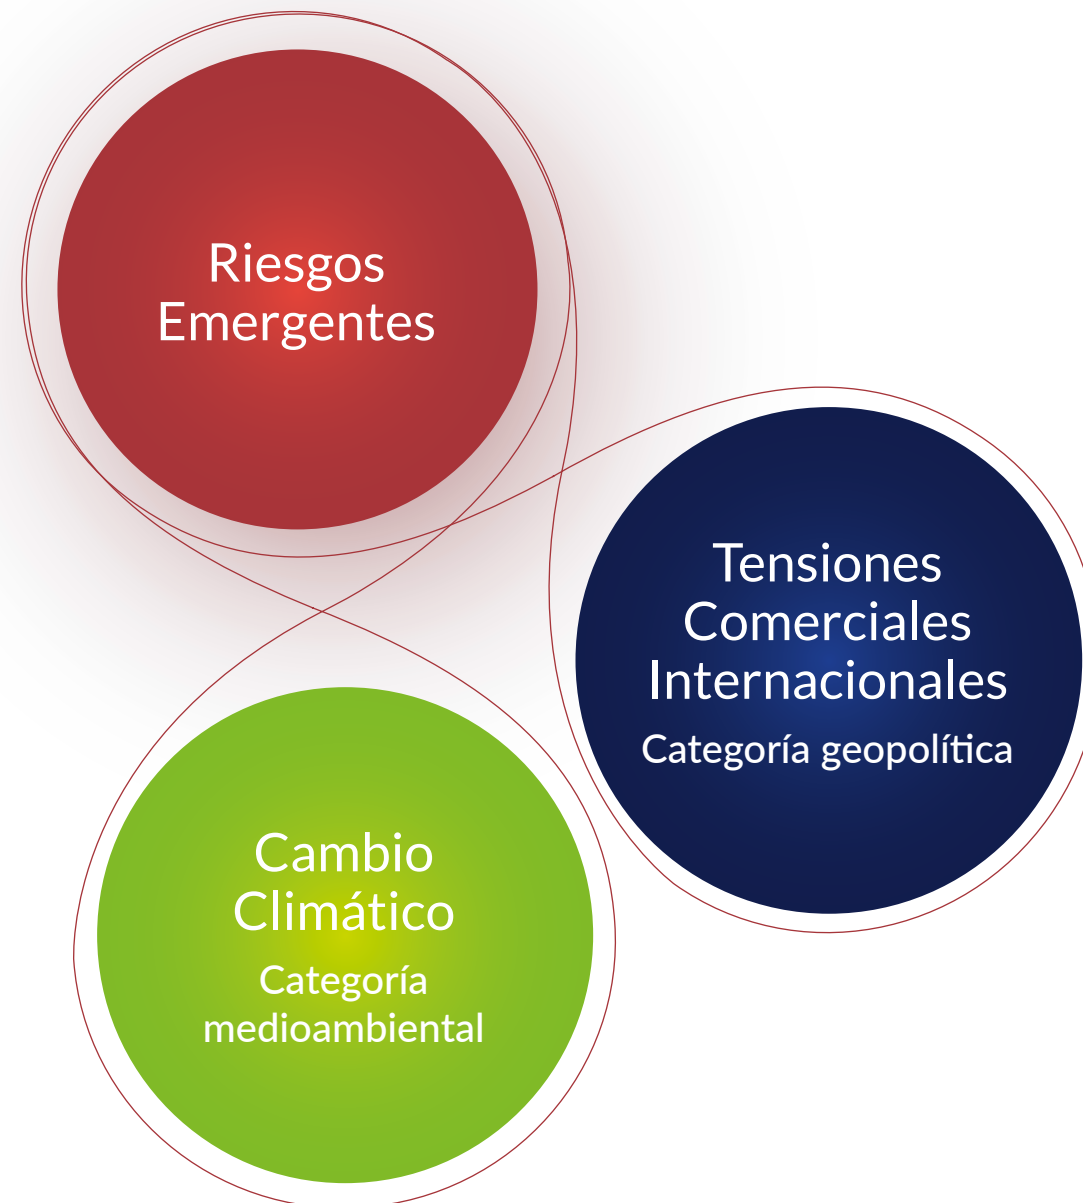 Riesgos
Emergentes
Tensiones
Comerciales
Internacionales
Categoría geopolítica
Cambio
Climático
Categoría
medioambiental